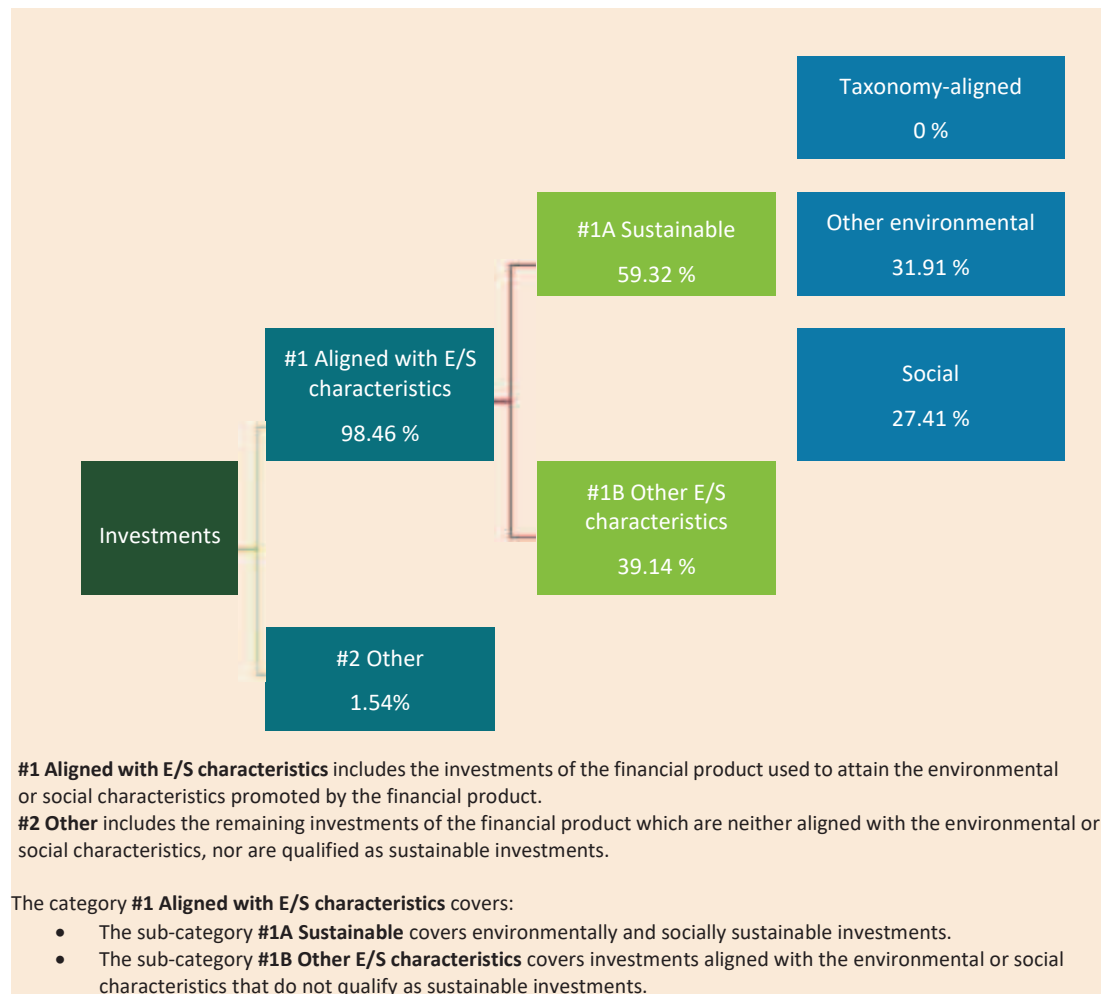 Taxonomy-aligned
0 %
#1A Sustainable
59.32 %
Other environmental
31.91 %
#1 Aligned with E/S
characteristics
98.46 %
Social
27.41 %
Investments
#1B Other E/S
characteristics
39.14 %
#2 Other
1.54%
#1 Aligned with E/S characteristics includes the investments of the financial product used to attain the environmental
or social characteristics promoted by the financial product.
#2 Other includes the remaining investments of the financial product which are neither aligned with the environmental or
social characteristics, nor are qualified as sustainable investments.
The category #1 Aligned with E/S characteristics covers:
• The sub-category #1A Sustainable covers environmentally and socially sustainable investments.
• The sub-category #1B Other E/S characteristics covers investments aligned with the environmental or social
characteristics that do not qualify as sustainable investments.